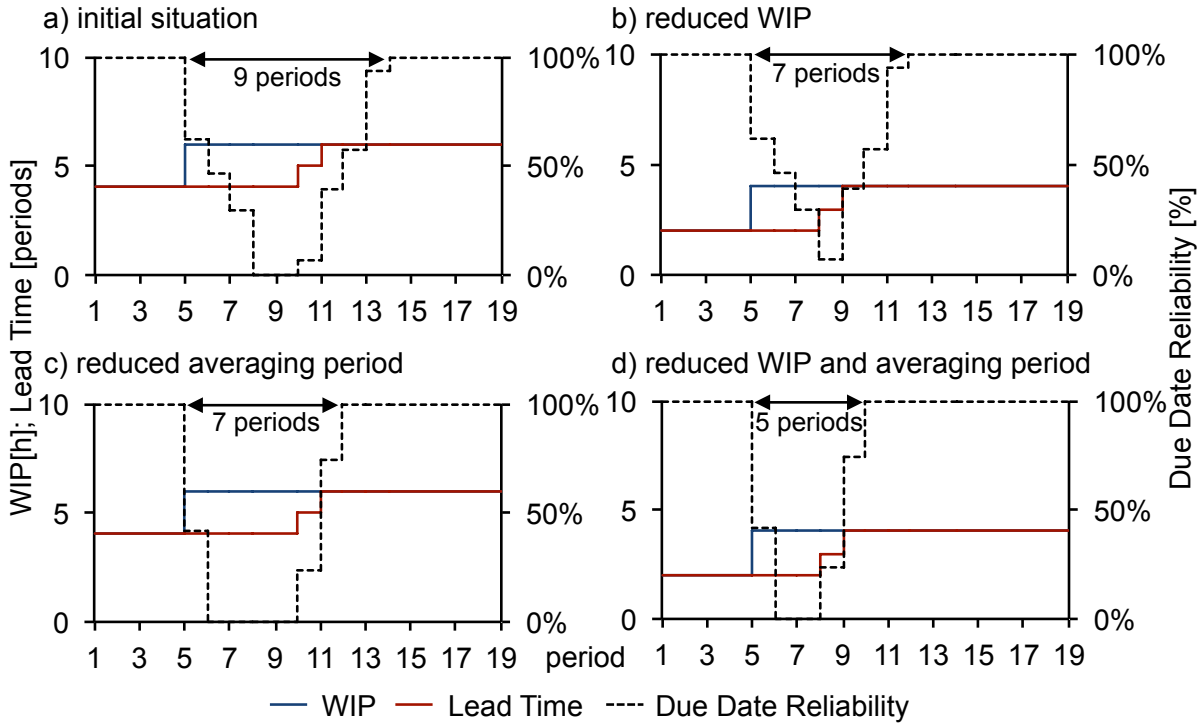 a) initial situation
b) reduced WIP
10
100%
9 periods
5
50%
0
0%
1 3 5 7 9 11 13 15 17 19
10
100%
7 periods
5
50%
0
0%
1 3 5 7 9 11 13 15 17 19
c) reduced averaging period
d) reduced WIP and averaging period
10
100%
7 periods
5
50%
0
0%
1 3 5 7 9 11 13 15 17 19
period
10
100%
5 periods
5
50%
0
0%
1 3 5 7 9 11 13 15 17 19
WIP[h]; Lead Time [periods]
Due Date Reliability [%]
WIP Lead Time Due Date Reliability